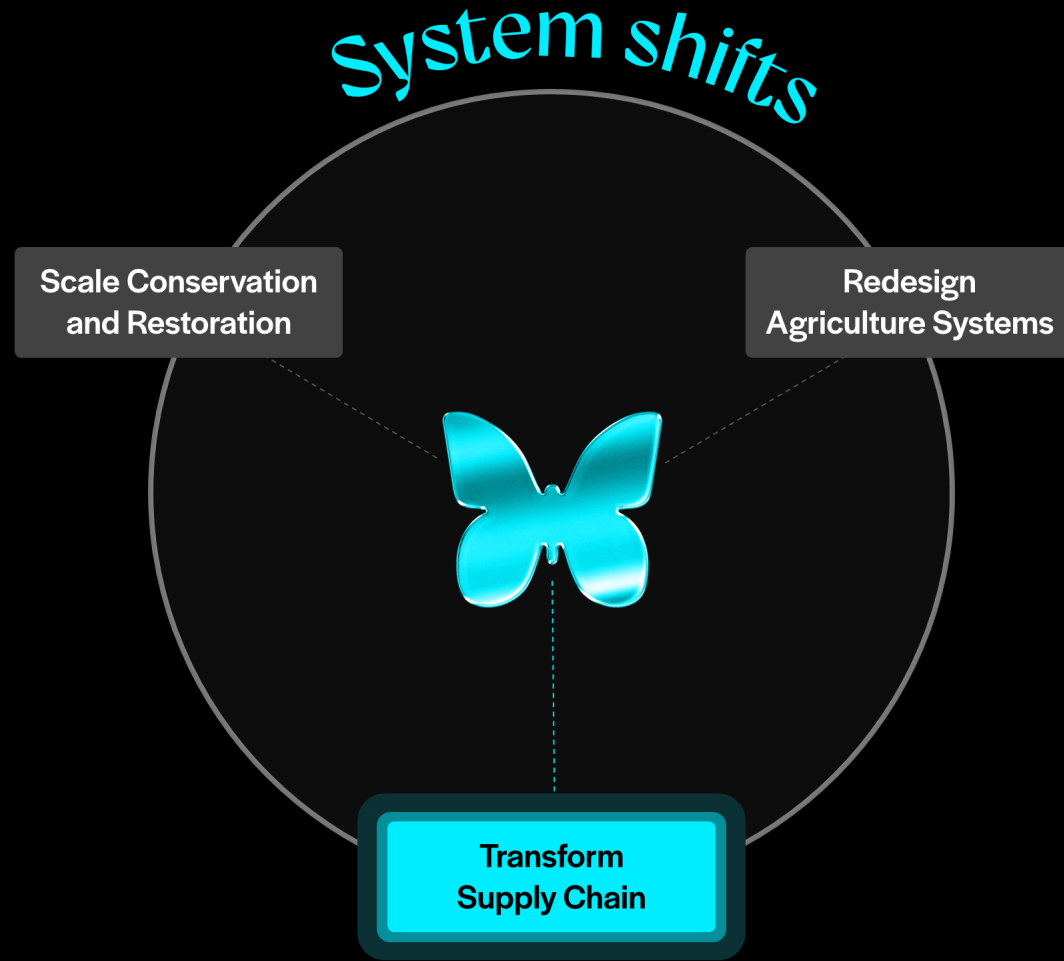 System shifts
Scale Conservation
and Restoration
Redesign
Agriculture Systems
Transform
Supply Chain